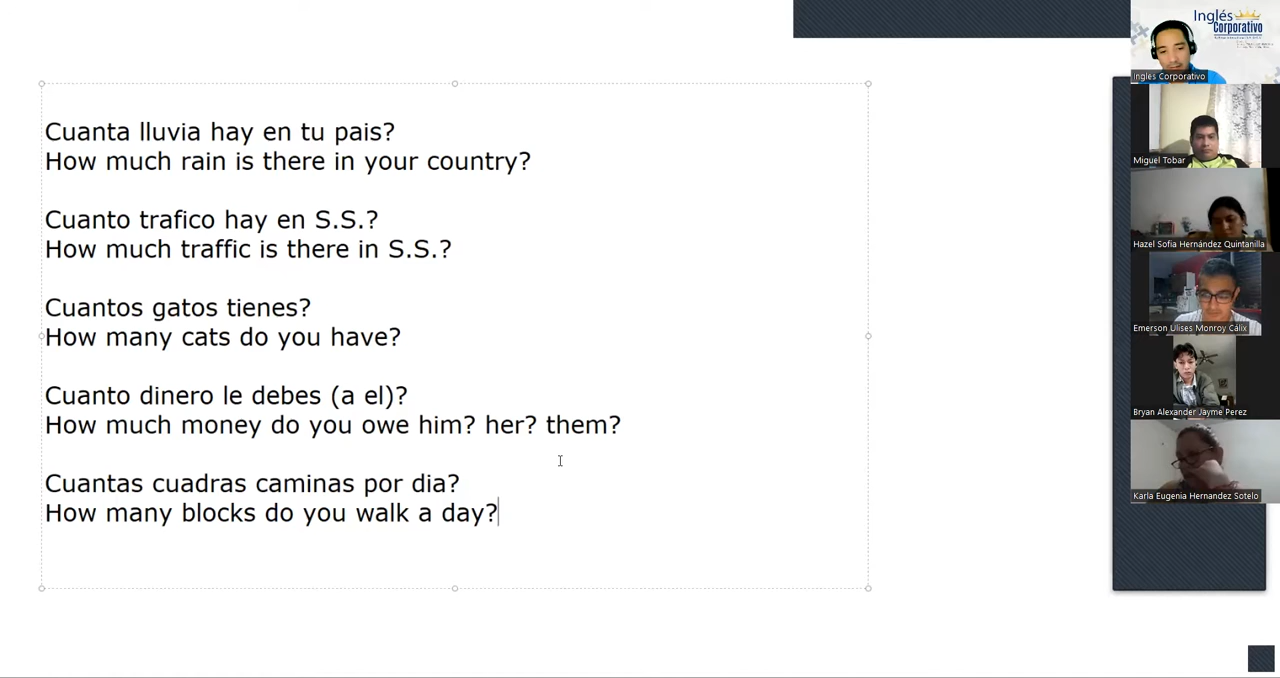 Cuanta lluvia hay en tu pais?
How much rain is there in your country?
Cuanto trafico hay en S.S.?
How much traffic is there in S.S.?
Cuantos gatos tienes?
How many cats do you have?
Cuanto dinero le debes (a el)?
How much money do you owe him? her? them?
Cuantas cuadras caminas por dia?
How many blocks do you walk a day?
Inglés
Corporativo
Ingles Corporativo
Miguel Tobar
Hazel Sofia Hernández Quintanilla
Emerson Ulises Monroy Cálix
Bryan Alexander Jayme Perez
Karla Eugenia Hernandez Sotelo